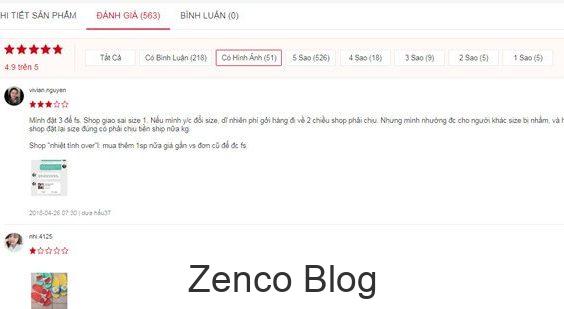 HI TIẾT SẢN PHẨM ĐÁNH GIÁ (563) BÌNH LUẬN (0)
Tất Cả Có Bình Luận (218) Có Hình Ảnh (51) 5 Sao (526) 4 Sao (18) 3 Sao (9) 2 Sao (5) 1 Sao (5)
4.9 trên 5
vivian.nguyen
Mình đặt 3 để fs. Shop giao sai size 1. Nếu mình y/c đổi size, dĩ nhiên phí gởi hàng đi về 2 chiều shop phải chịu. Nhưng mình nhường đc cho người khác size bị nhầm, và h
shop đặt lại size đúng có phải chịu tiền ship nữa kg.
Shop "nhiệt tình over"l: mua thêm 1sp nữa giá gần vs đơn cũ để đc fs
2018-04-26 07:30 | dưa hấu37
nhi.4125
Zenco Blog